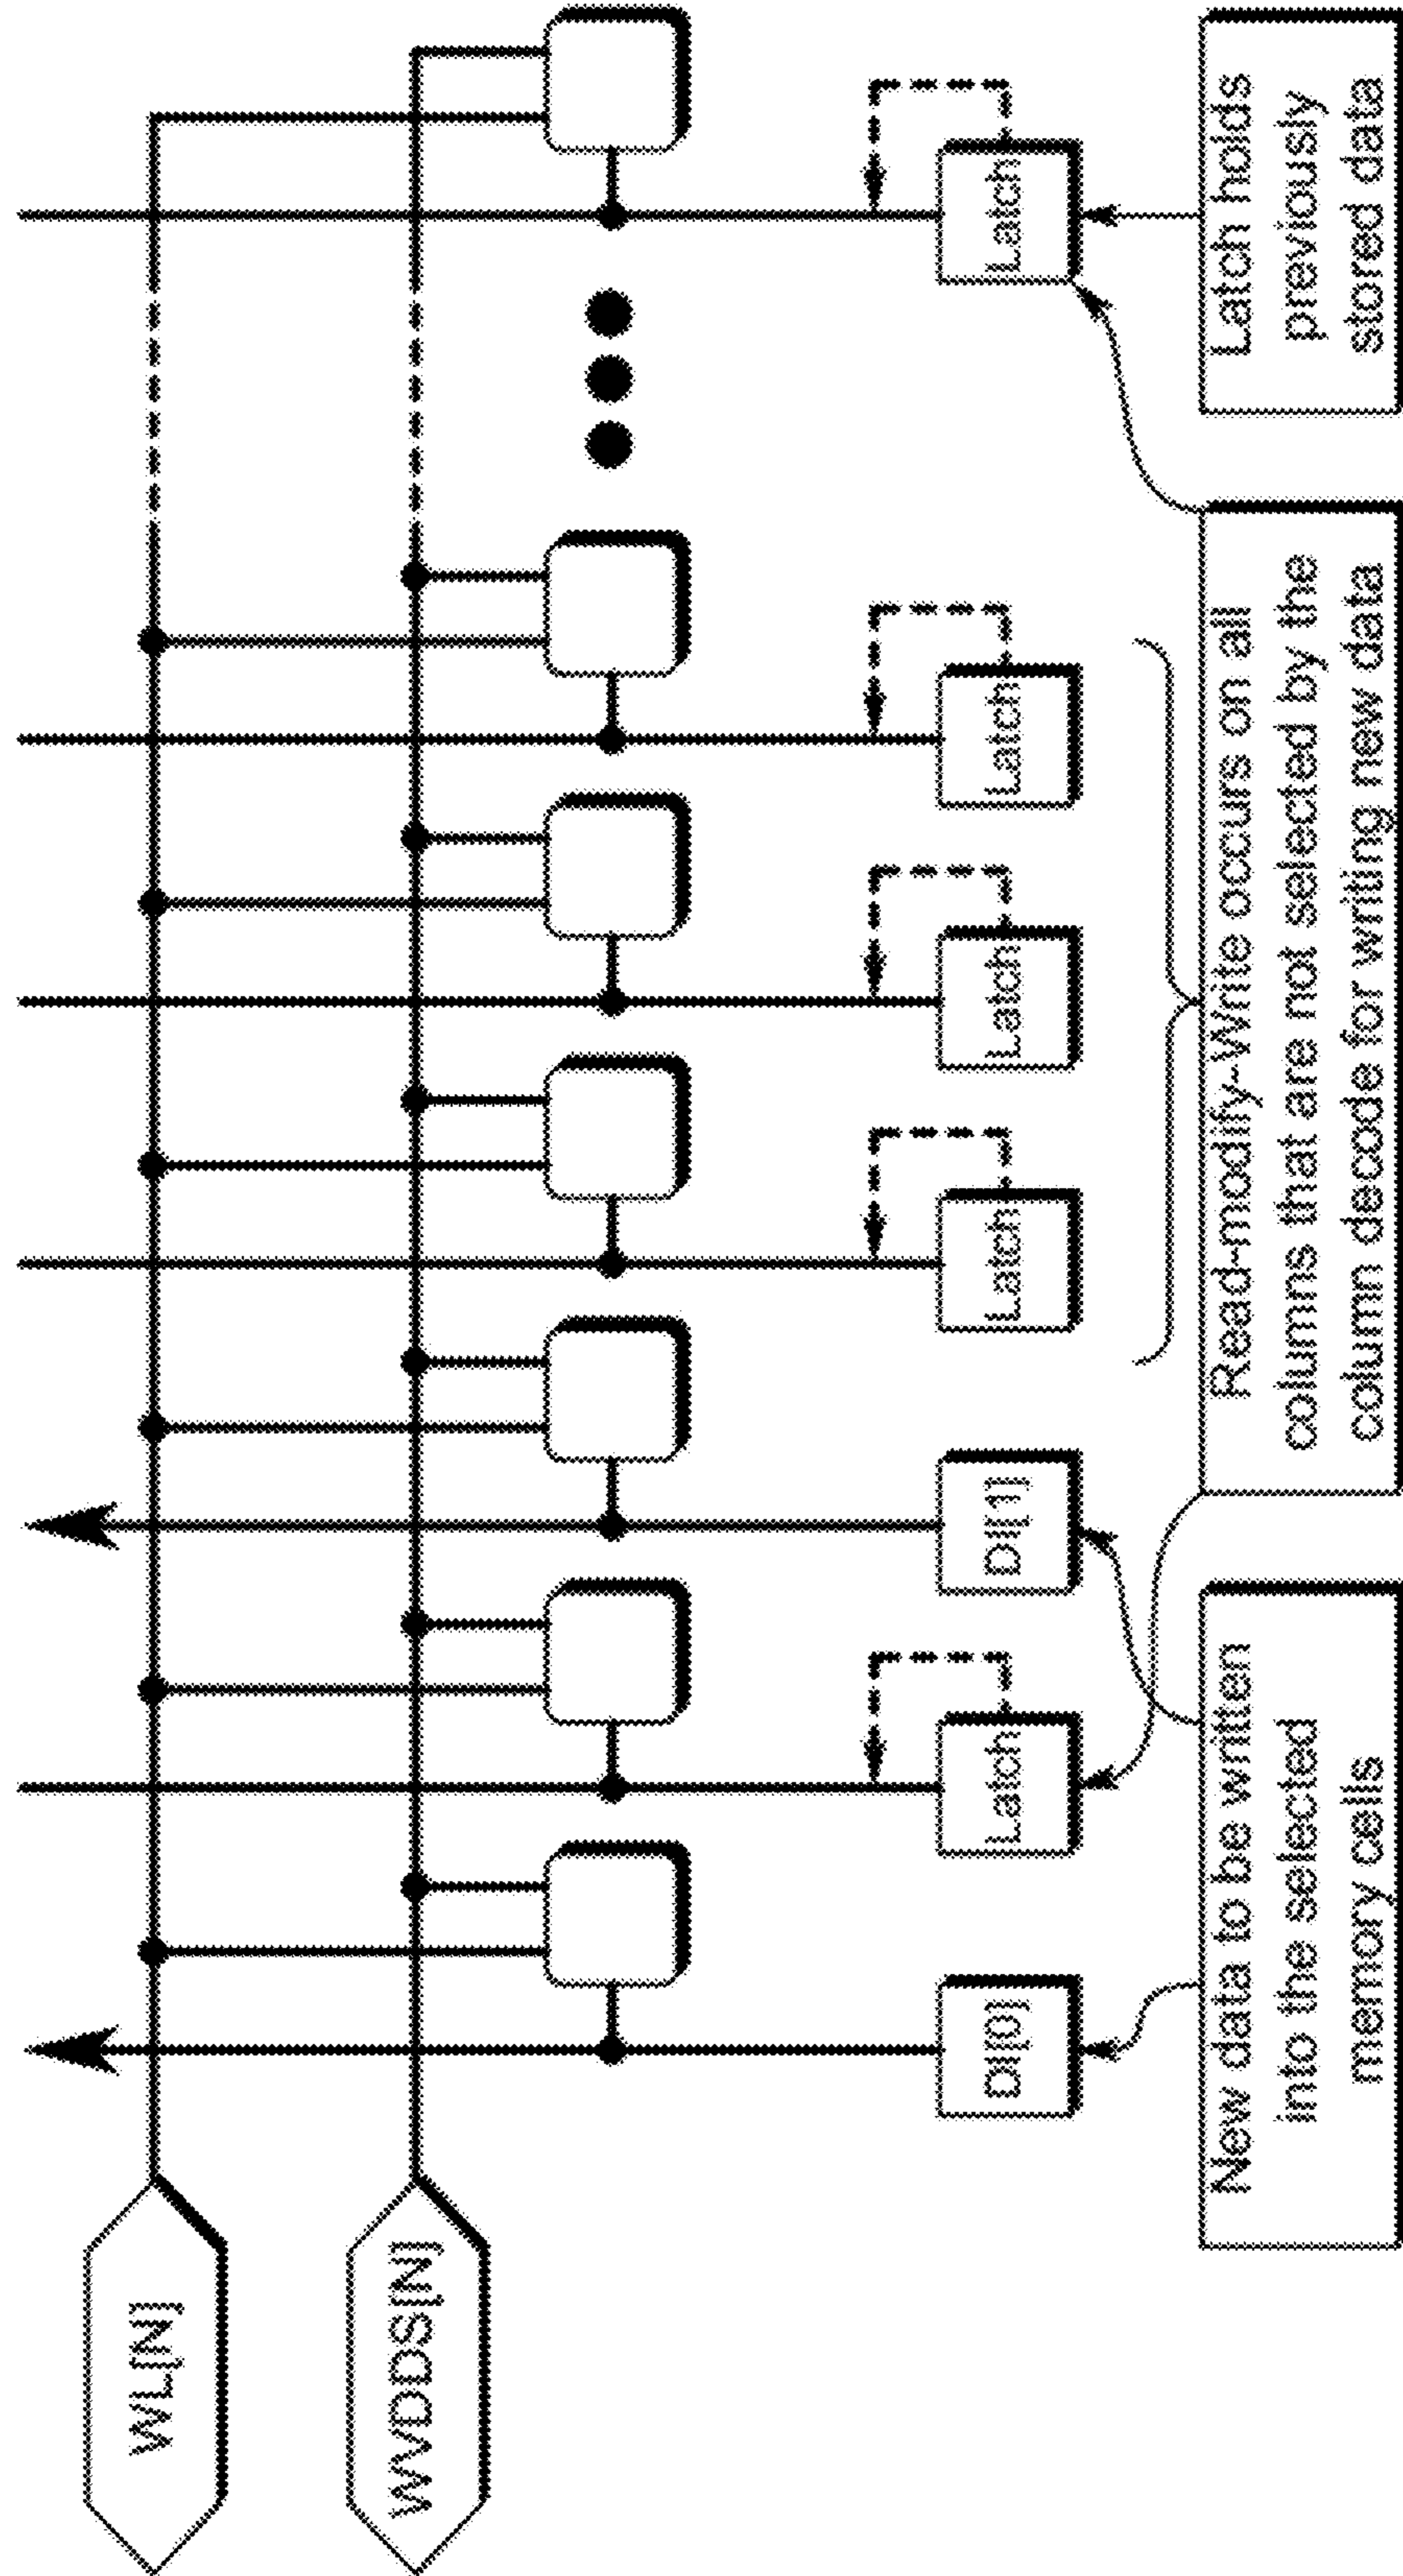 WL[N]
WVDDS[N]
DI[0]
Latch
DI[1]
Latch
Latch
Latch
Latch
New data to be written
into the selected
memory cells
Read-modify-Write occurs on all
columns that are not selected by the
column decode for writing new data
Latch holds
previously
stored data